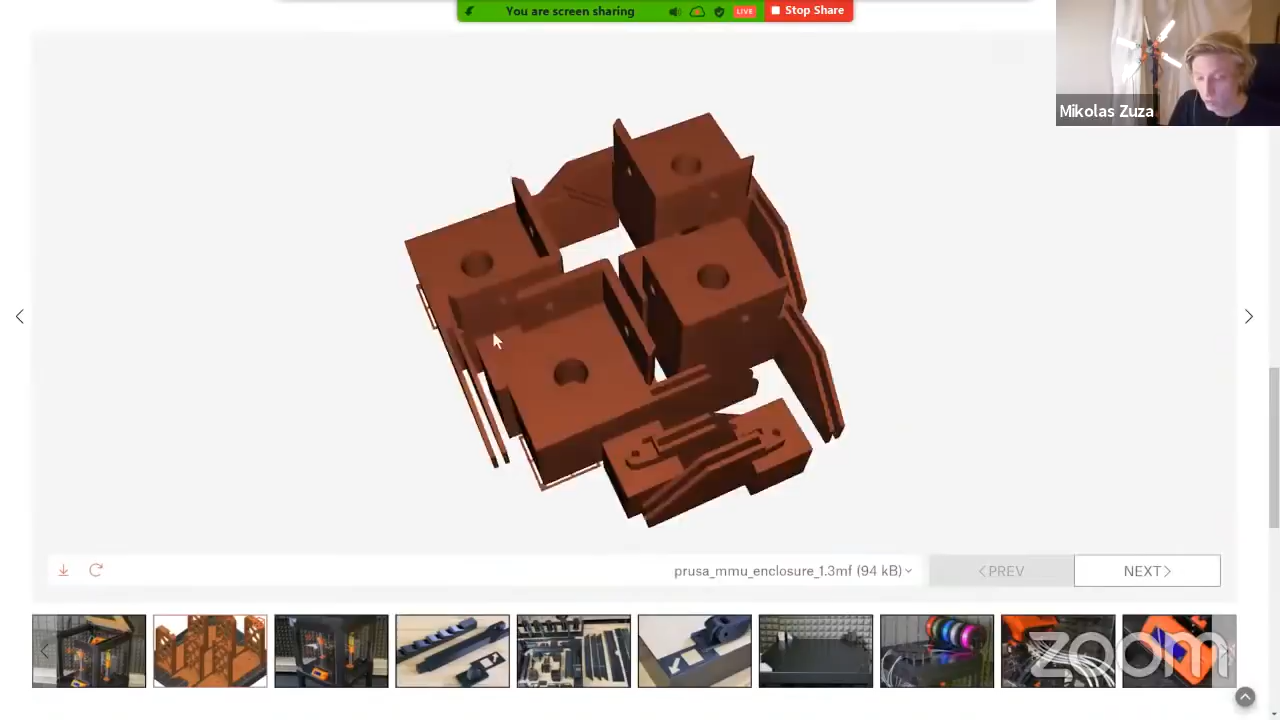 You are screen sharing
LIVE
Stop Share
Mikolas Zuza
prusa_mmu_enclosure_1.3mf (94 kB)
PREV
NEXT
zoom